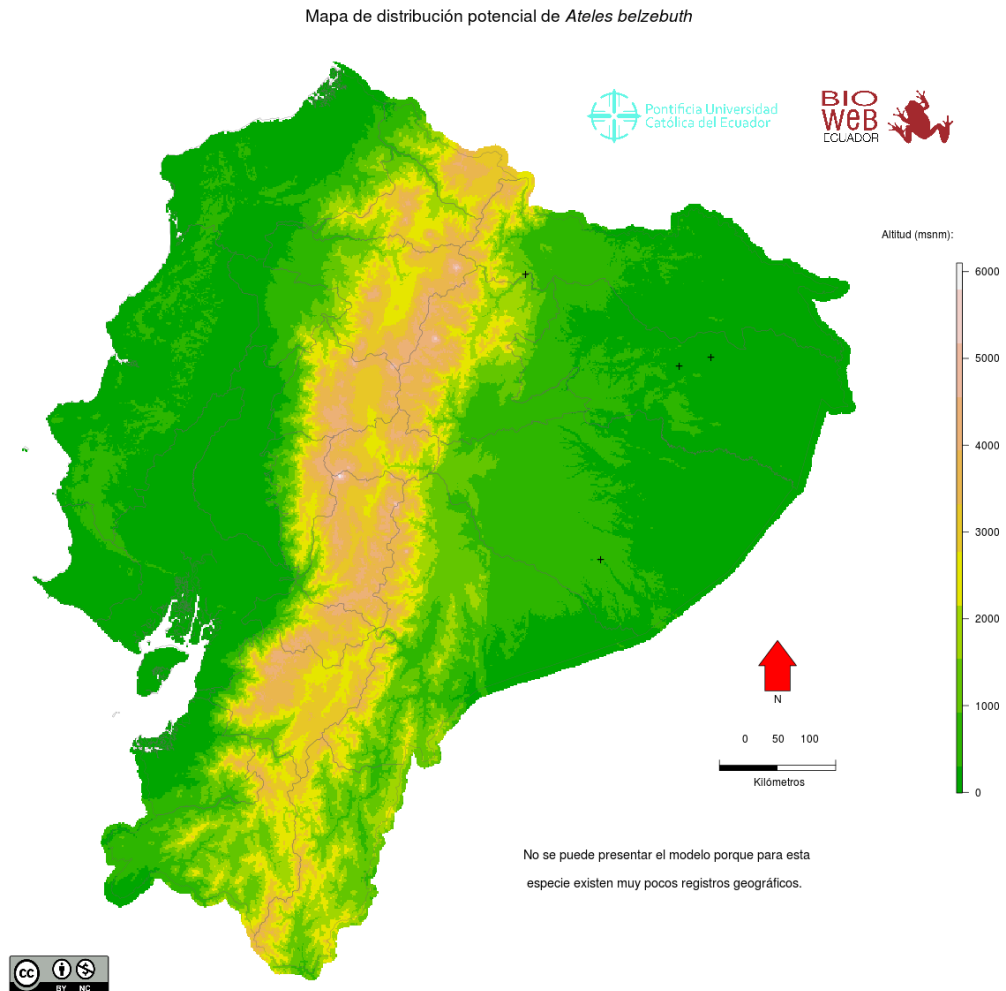 Mapa de distribución potencial de Ateles belzebuth
Pontificia Universidad
Católica del Ecuador
BIO
WEB
ECUADOR
Altitud (msnm):
6000
5000
4000
3000
2000
1000
0
N
0 50 100
Kilómetros
No se puede presentar el modelo porque para esta
especie existen muy pocos registros geográficos.
CC
BY NC